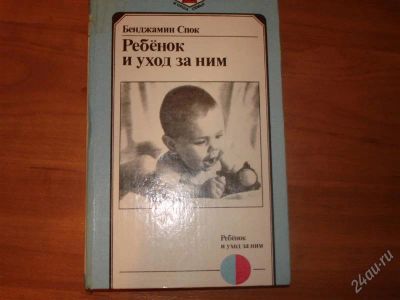 Бенджамин Спок
Ребёнок
и уход за ним
Ребёнок
и уход за ним
24au.ru